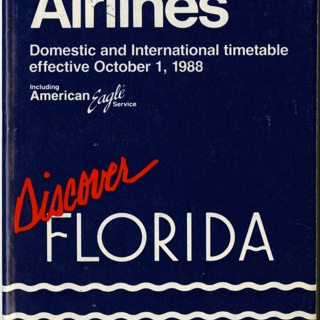 Airlines
Domestic and International timetable
effective October 1, 1988
Including
American Eagle
Service
Discover
FLORIDA